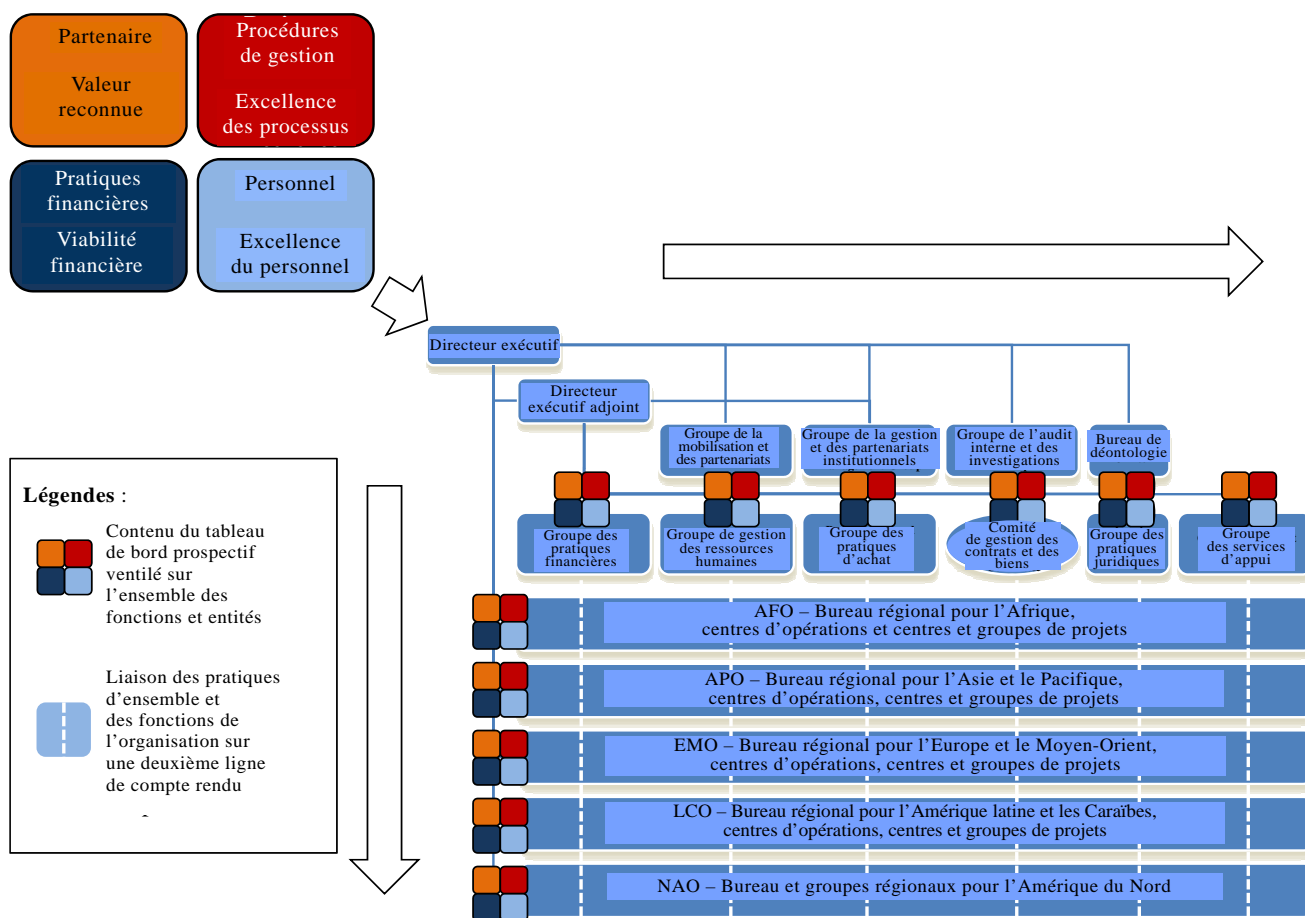 Partenaire
Valeur
reconnue
Procédures
de gestion
Excellence
des processus
Pratiques
financières
Viabilité
financière
Personnel
Excellence
du personnel
Directeur exécutif
Directeur
exécutif adjoint
Groupe de la
mobilisation et
des partenariats
Groupe de la gestion
et des partenariats
institutionnels
Groupe de l'audit
interne et des
investigations
Bureau de
déontologie
Groupe des
pratiques
financières
Groupe de gestion
des ressources
humaines
Groupe des
pratiques
d'achat
Comité
de gestion des
contrats et des
biens
Groupe des
pratiques
juridiques
Groupe
des services
d'appui
Légendes :
Contenu du tableau
de bord prospectif
ventilé sur
l'ensemble des
fonctions et entités
Liaison des pratiques
d'ensemble et
des fonctions de
l'organisation sur
une deuxième ligne
de compte rendu
AFO – Bureau régional pour l'Afrique,
centres d'opérations et centres et groupes de projets
APO – Bureau régional pour l'Asie et le Pacifique,
centres d'opérations, centres et groupes de projets
EMO – Bureau régional pour l'Europe et le Moyen-Orient,
centres d'opérations, centres et groupes de projets
LCO – Bureau régional pour l'Amérique latine et les Caraïbes,
centres d'opérations, centres et groupes de projets
NAO – Bureau et groupes régionaux pour l'Amérique du Nord